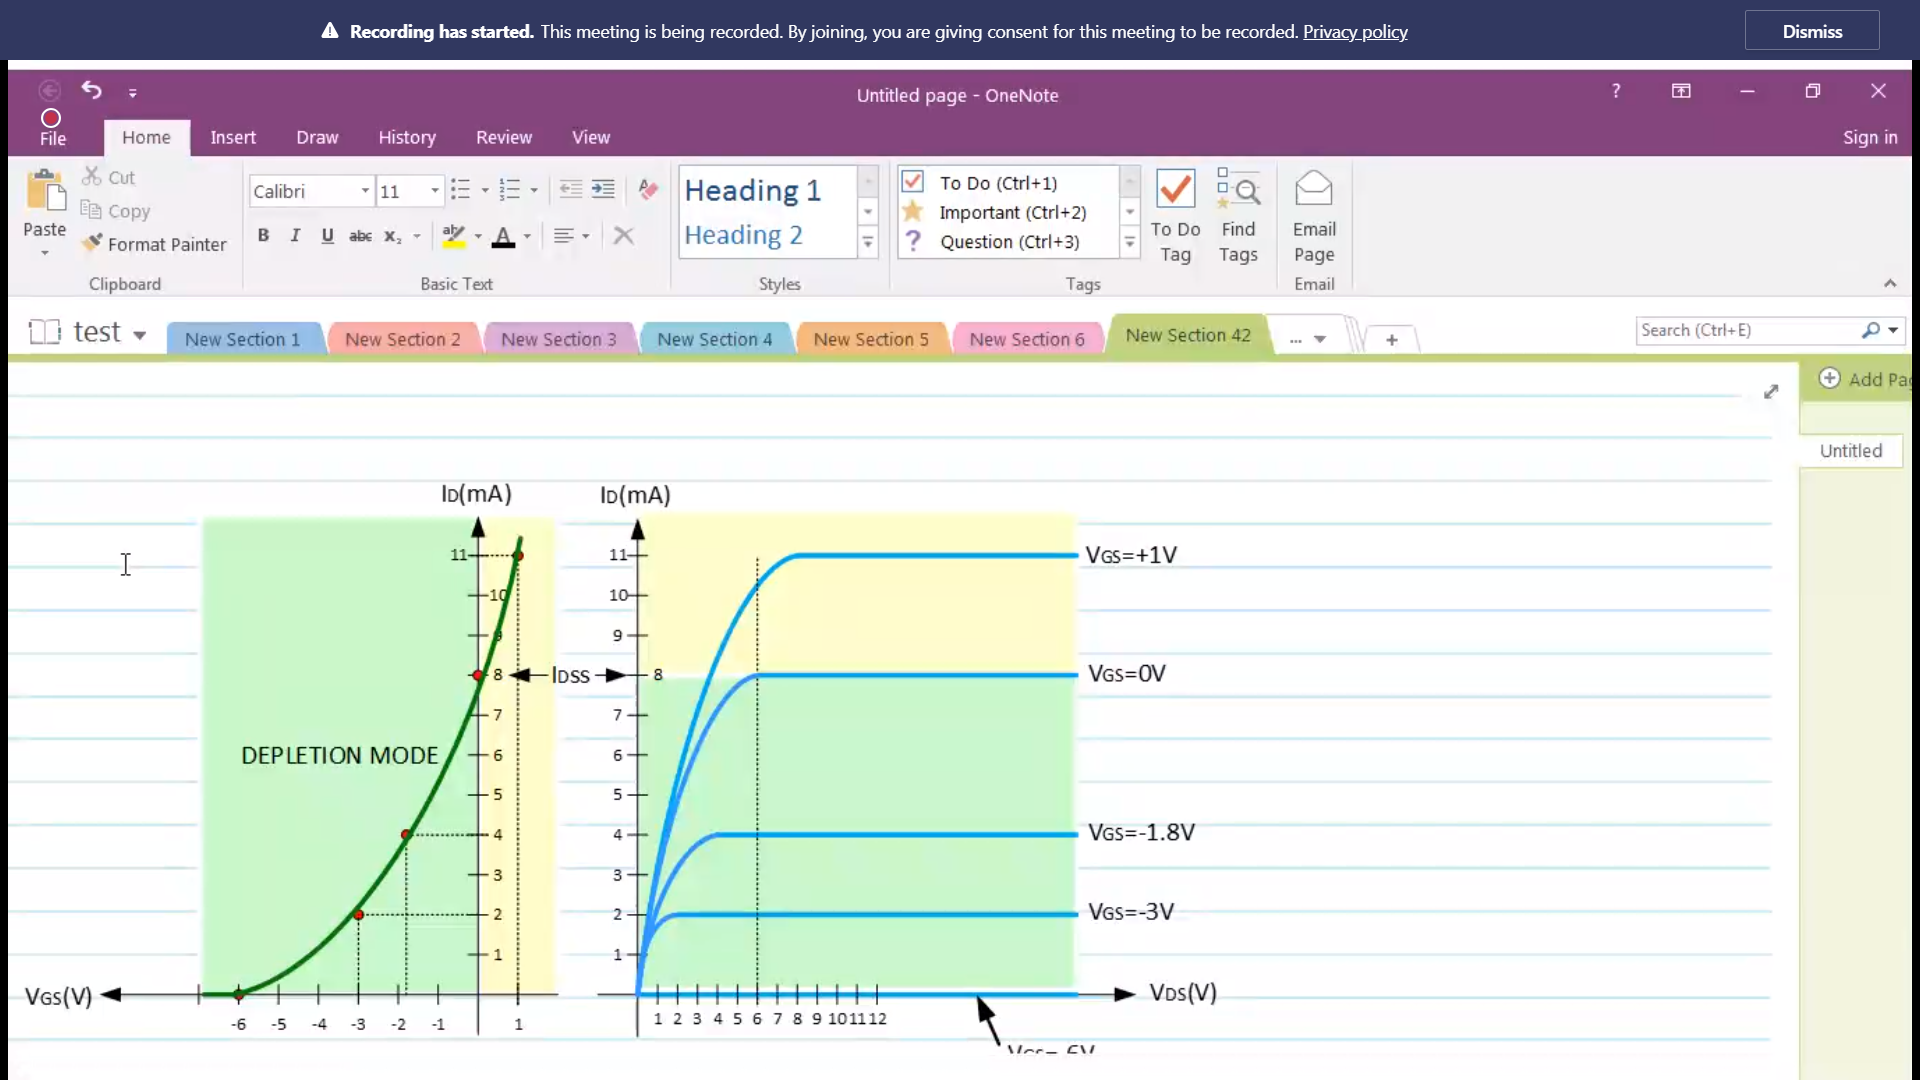 Recording has started. This meeting is being recorded. By joining, you are giving consent for this meeting to be recorded. Privacy policy
Dismiss
Untitled page - OneNote
?
File
Home
Insert
Draw
History
Review
View
Sign in
Paste
Cut
Copy
Format Painter
Clipboard
Calibri
11
B I U abc x₂
A
Basic Text
Heading 1
Heading 2
Styles
To Do (Ctrl+1)
Important (Ctrl+2)
Question (Ctrl+3)
To Do
Tag
Find
Tags
Tags
Email
Page
Email
test
New Section 1
New Section 2
New Section 3
New Section 4
New Section 5
New Section 6
New Section 42
...
+
Search (Ctrl+E)
Add Pag
Untitled
ID(mA)
11
10
9
8
7
6
5
4
3
2
1
DEPLETION MODE
IDSS
VGS(V)
-6 -5 -4 -3 -2 -1 1
ID(mA)
11
10
9
8
7
6
5
4
3
2
1
VGS=+1V
VGS=0V
VGS=-1.8V
VGS=-3V
VDS(V)
1 2 3 4 5 6 7 8 9 10 11 12